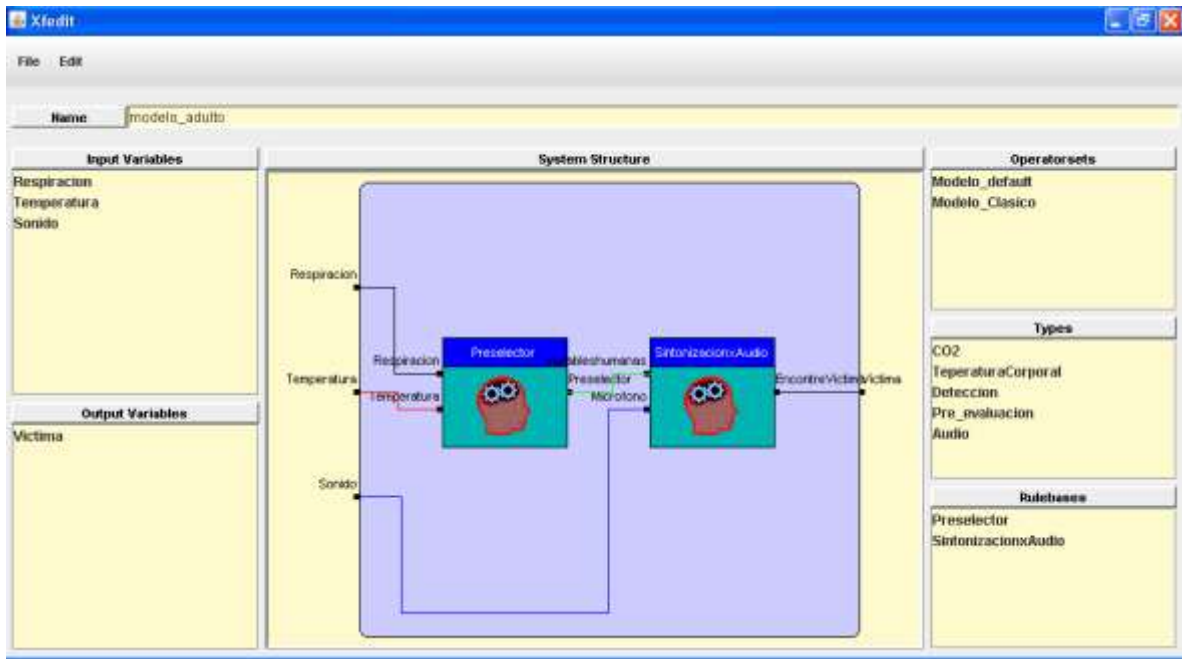 Xfedit
File Edit
Name modelo_adulto
Input Variables
Respiracion
Temperatura
Sonido
Output Variables
Victima
System Structure
Respiracion
Temperatura
Sonido
Respiracion
Temperatura
Preselector
Preselector
Microfono
SintonizacionxAudio
EncontreVictima
Victima
Operatorsets
Modelo_default
Modelo_Clasico
Types
CO2
TeperaturaCorporal
Deteccion
Pre_evaluacion
Audio
Rulebases
Preselector
SintonizacionxAudio